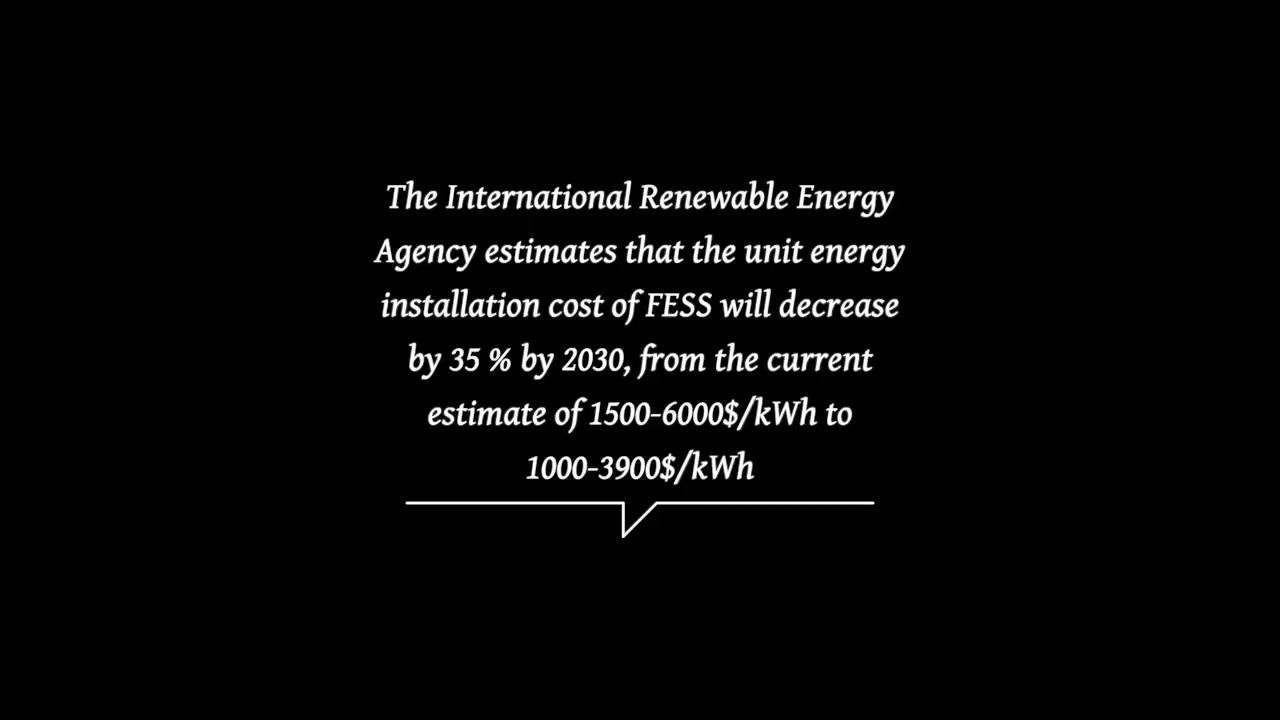 The International Renewable Energy
Agency estimates that the unit energy
installation cost of FESS will decrease
by 35 % by 2030, from the current
estimate of 1500-6000$/kWh to
1000-3900$/kWh